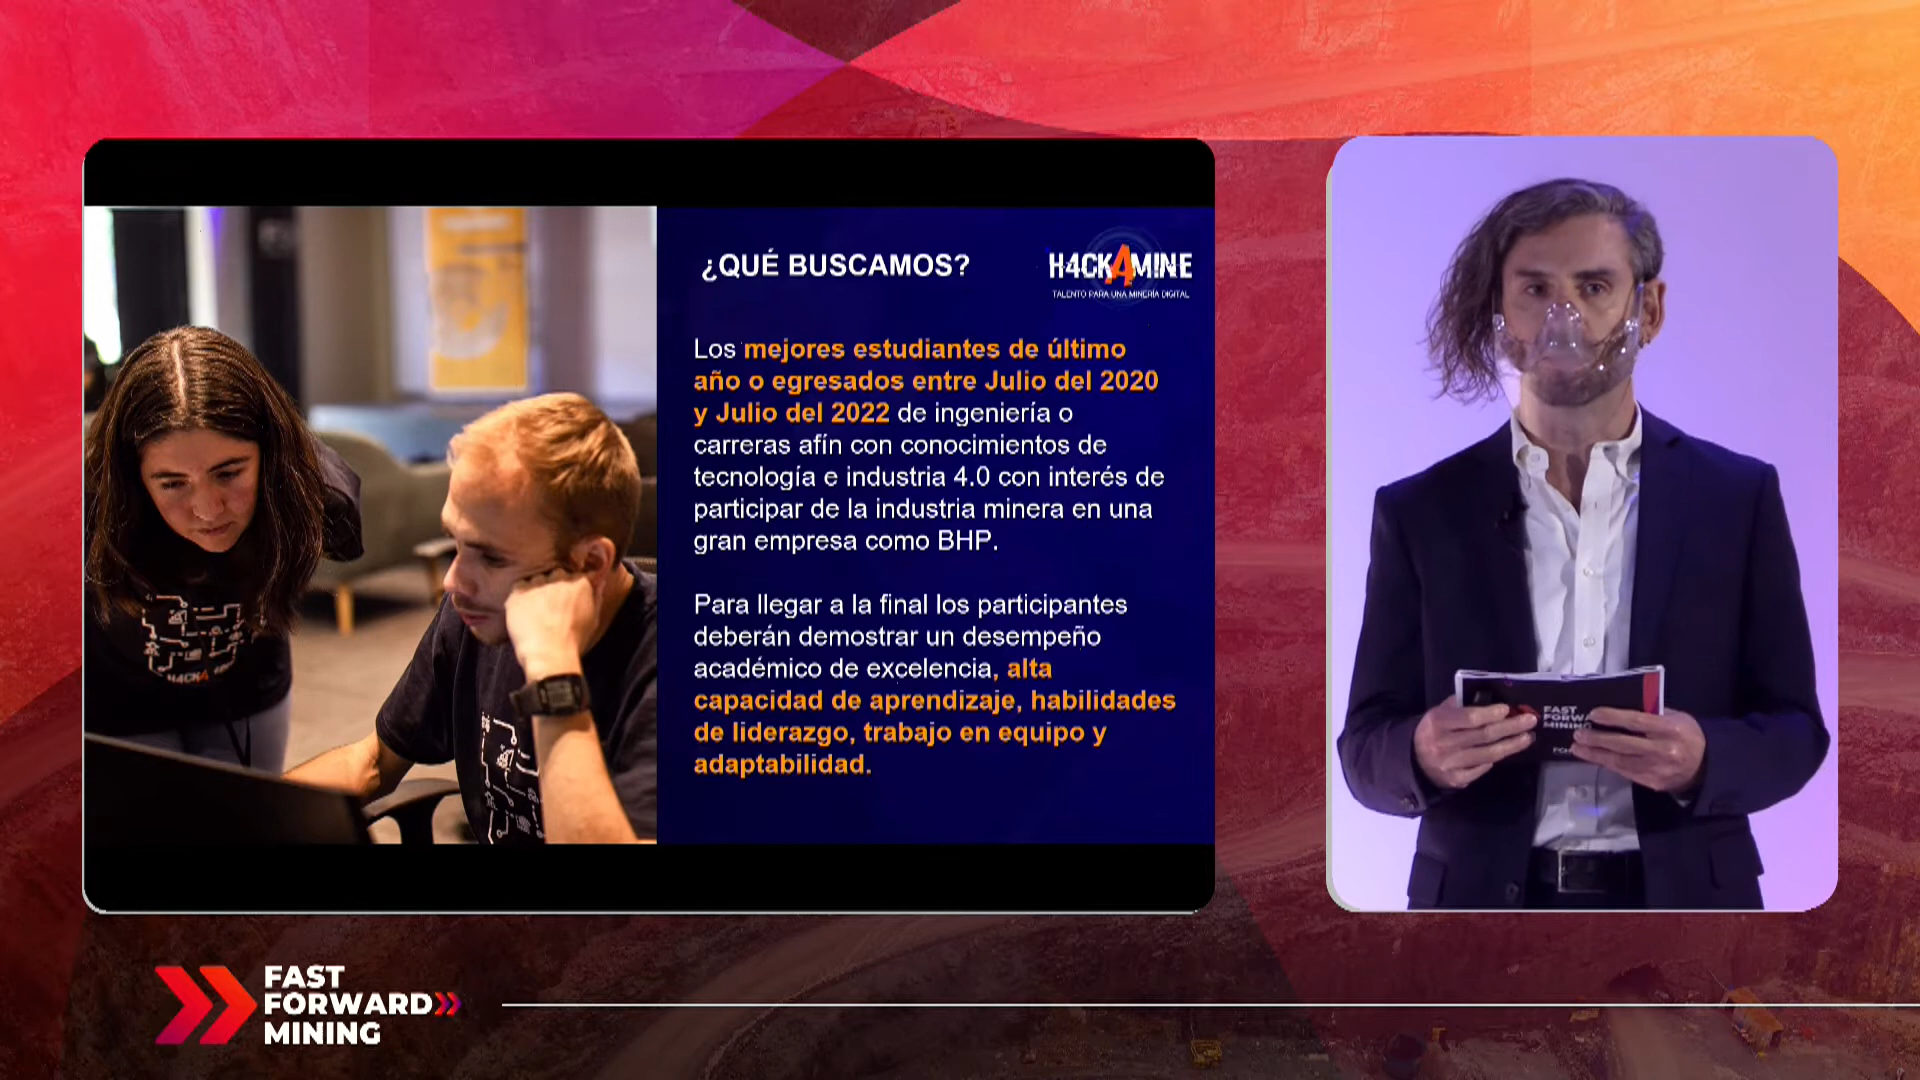 ¿QUÉ BUSCAMOS?
H4CK4MINE
TALENTO PARA UNA MINERÍA DIGITAL
Los mejores estudiantes de último
año o egresados entre Julio del 2020
y Julio del 2022 de ingeniería o
carreras afín con conocimientos de
tecnología e industria 4.0 con interés de
participar de la industria minera en una
gran empresa como BHP.
Para llegar a la final los participantes
deberán demostrar un desempeño
académico de excelencia, alta
capacidad de aprendizaje, habilidades
de liderazgo, trabajo en equipo y
adaptabilidad.
FAST
FORWA
MINING
FAST
FORWARD
MINING